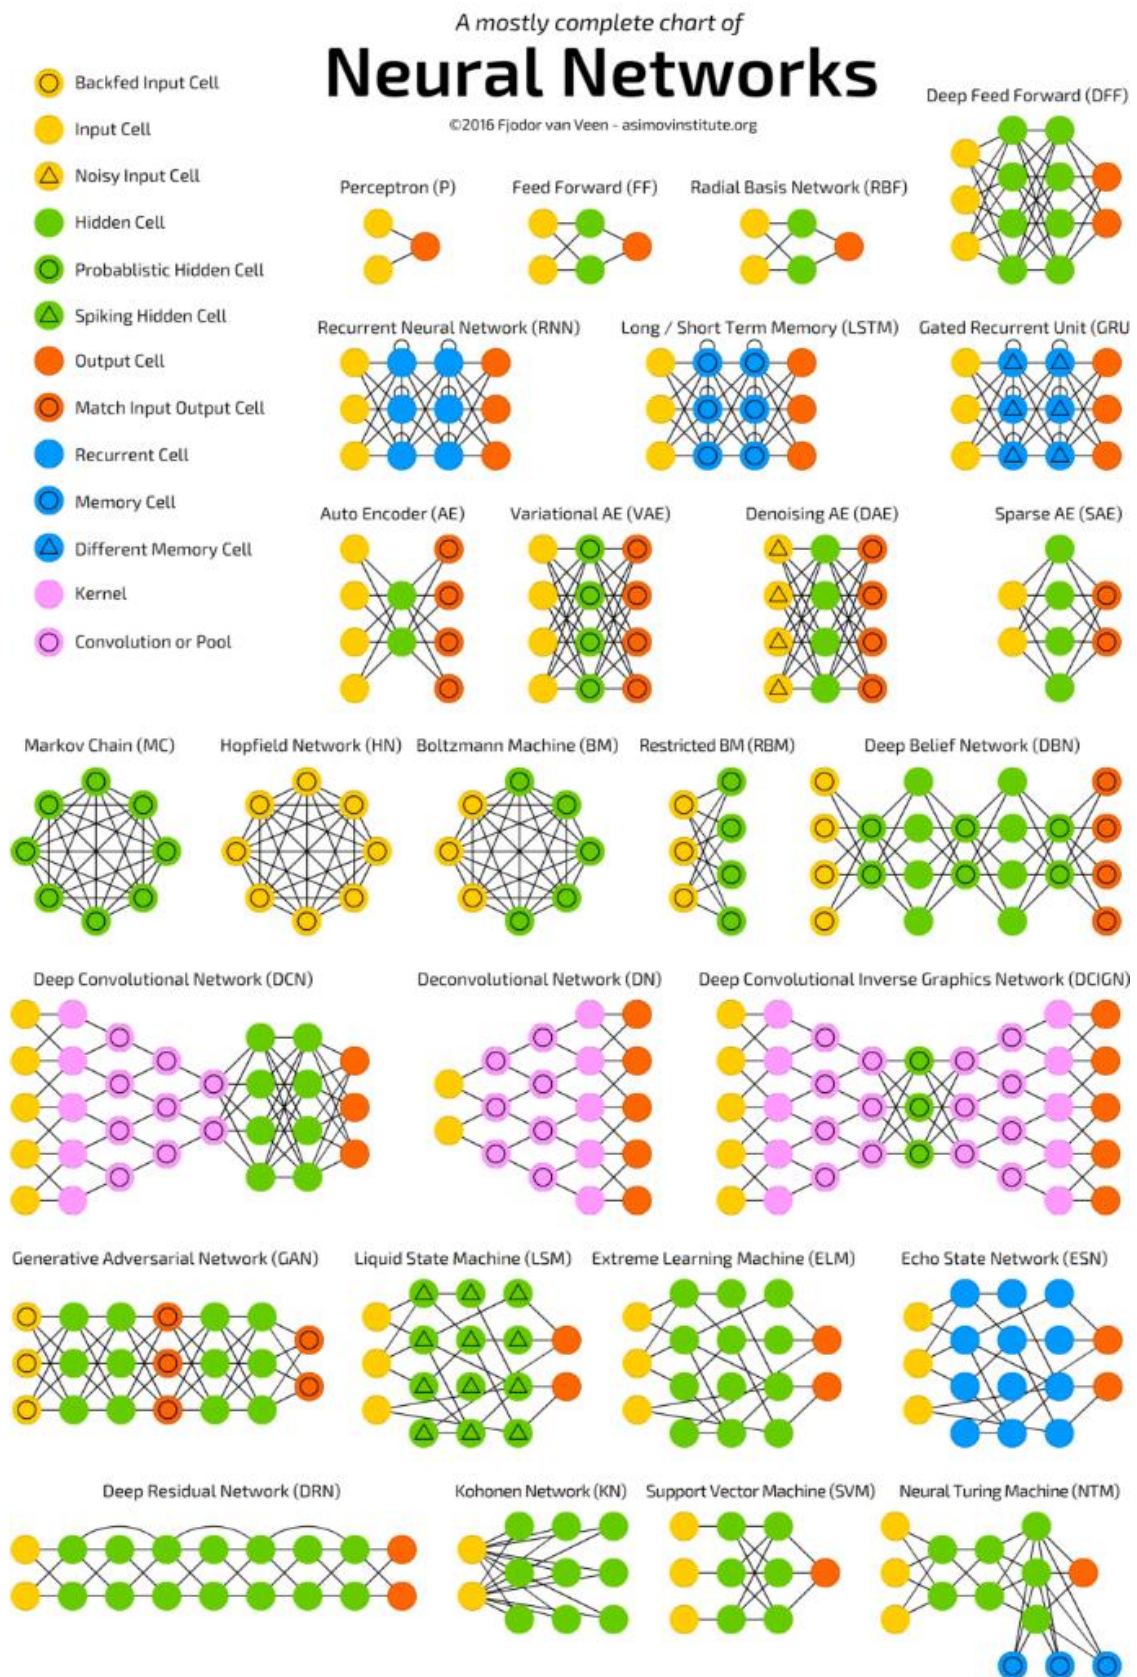 A mostly complete chart of
Neural Networks
©2016 Fjodor van Veen - asimovinstitute.org
Backfed Input Cell
Input Cell
Noisy Input Cell
Hidden Cell
Probablistic Hidden Cell
Spiking Hidden Cell
Output Cell
Match Input Output Cell
Recurrent Cell
Memory Cell
Different Memory Cell
Kernel
Convolution or Pool
Deep Feed Forward (DFF)
Perceptron (P)
Feed Forward (FF)
Radial Basis Network (RBF)
Recurrent Neural Network (RNN)
Long / Short Term Memory (LSTM)
Gated Recurrent Unit (GRU
Auto Encoder (AE)
Variational AE (VAE)
Denoising AE (DAE)
Sparse AE (SAE)
Markov Chain (MC)
Hopfield Network (HN)
Boltzmann Machine (BM)
Restricted BM (RBM)
Deep Belief Network (DBN)
Deep Convolutional Network (DCN)
Deconvolutional Network (DN)
Deep Convolutional Inverse Graphics Network (DCIGN)
Generative Adversarial Network (GAN)
Liquid State Machine (LSM)
Extreme Learning Machine (ELM)
Echo State Network (ESN)
Deep Residual Network (DRN)
Kohonen Network (KN)
Support Vector Machine (SVM)
Neural Turing Machine (NTM)